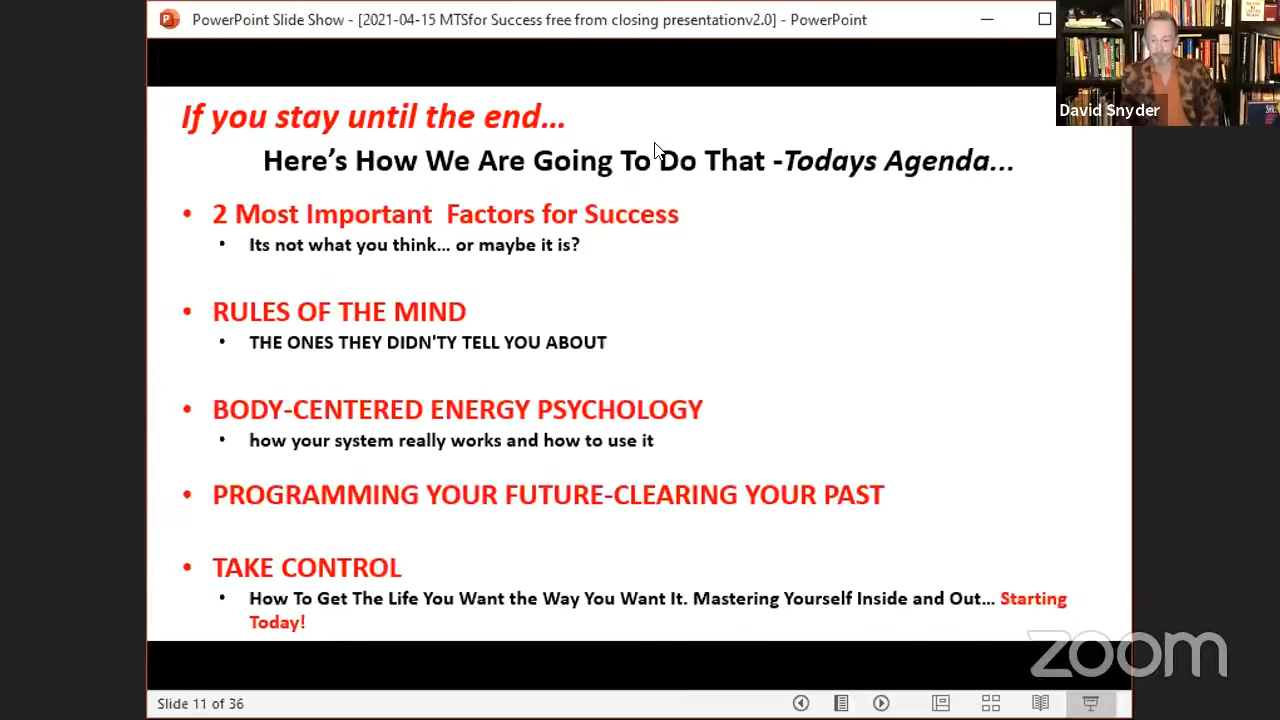 PowerPoint Slide Show - [2021-04-15 MTSfor Success free from closing presentationv2.0] - PowerPoint
David Snyder
If you stay until the end...
Here's How We Are Going To Do That -Todays Agenda...
• 2 Most Important Factors for Success
• Its not what you think... or maybe it is?
• RULES OF THE MIND
• THE ONES THEY DIDN'TY TELL YOU ABOUT
• BODY-CENTERED ENERGY PSYCHOLOGY
• how your system really works and how to use it
• PROGRAMMING YOUR FUTURE-CLEARING YOUR PAST
• TAKE CONTROL
• How To Get The Life You Want the Way You Want It. Mastering Yourself Inside and Out... Starting
Today!
zoom
Slide 11 of 36